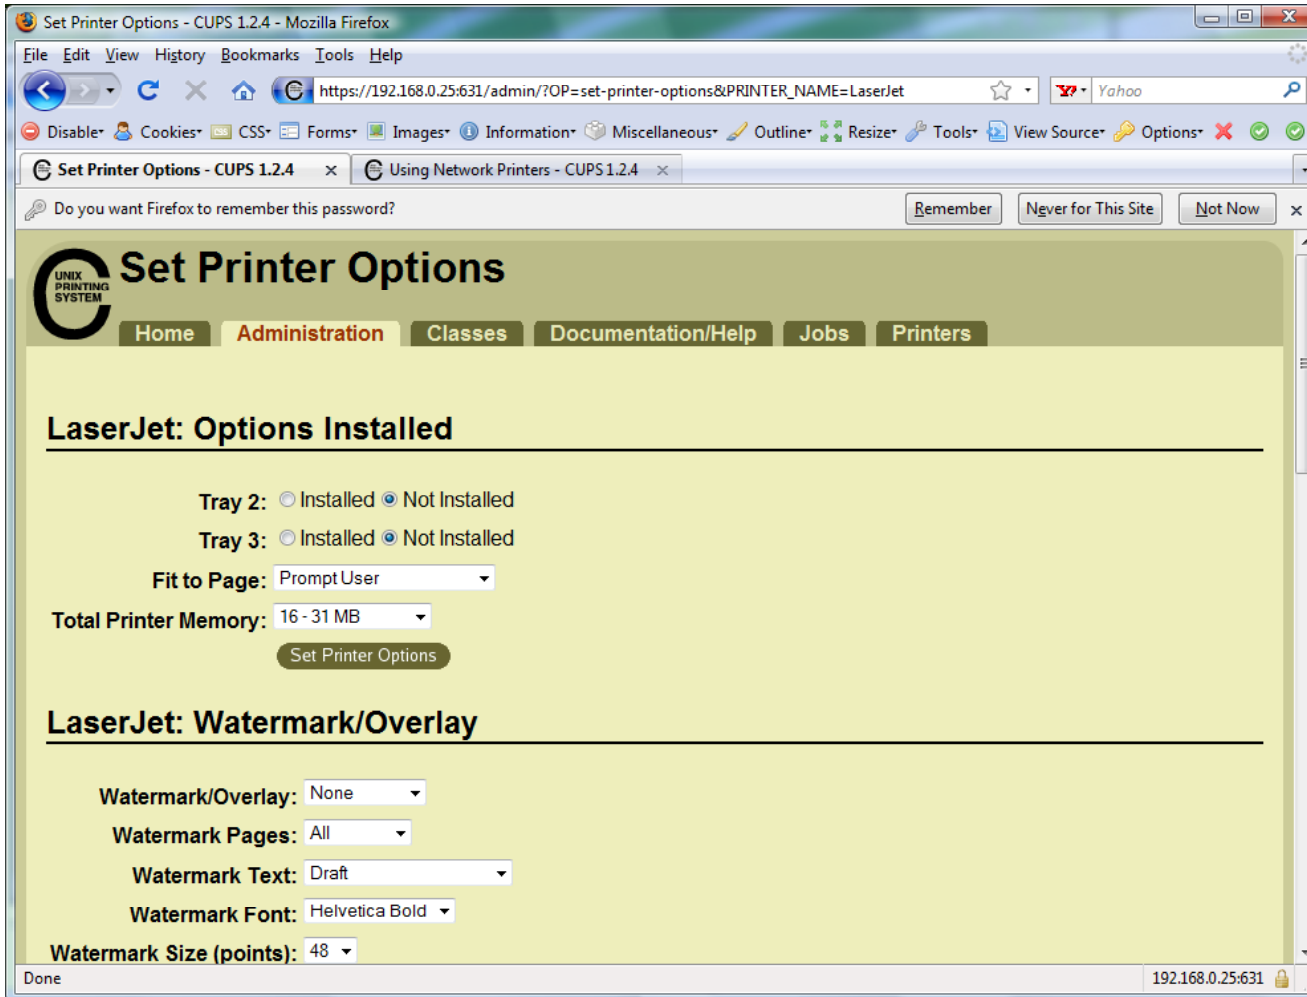 Set Printer Options - CUPS 1.2.4 - Mozilla Firefox
File Edit View History Bookmarks Tools Help
https://192.168.0.25:631/admin/?OP=set-printer-options&PRINTER_NAME=LaserJet Yahoo
Disable Cookies CSS Forms Images Information Miscellaneous Outline Resize Tools View Source Options
Set Printer Options - CUPS 1.2.4 Using Network Printers - CUPS 1.2.4
Do you want Firefox to remember this password? Remember Never for This Site Not Now
UNIX
PRINTING
SYSTEM
Set Printer Options
Home Administration Classes Documentation/Help Jobs Printers
LaserJet: Options Installed
Tray 2: Installed Not Installed
Tray 3: Installed Not Installed
Fit to Page: Prompt User
Total Printer Memory: 16 - 31 MB
Set Printer Options
LaserJet: Watermark/Overlay
Watermark/Overlay: None
Watermark Pages: All
Watermark Text: Draft
Watermark Font: Helvetica Bold
Watermark Size (points): 48
Done 192.168.0.25:631